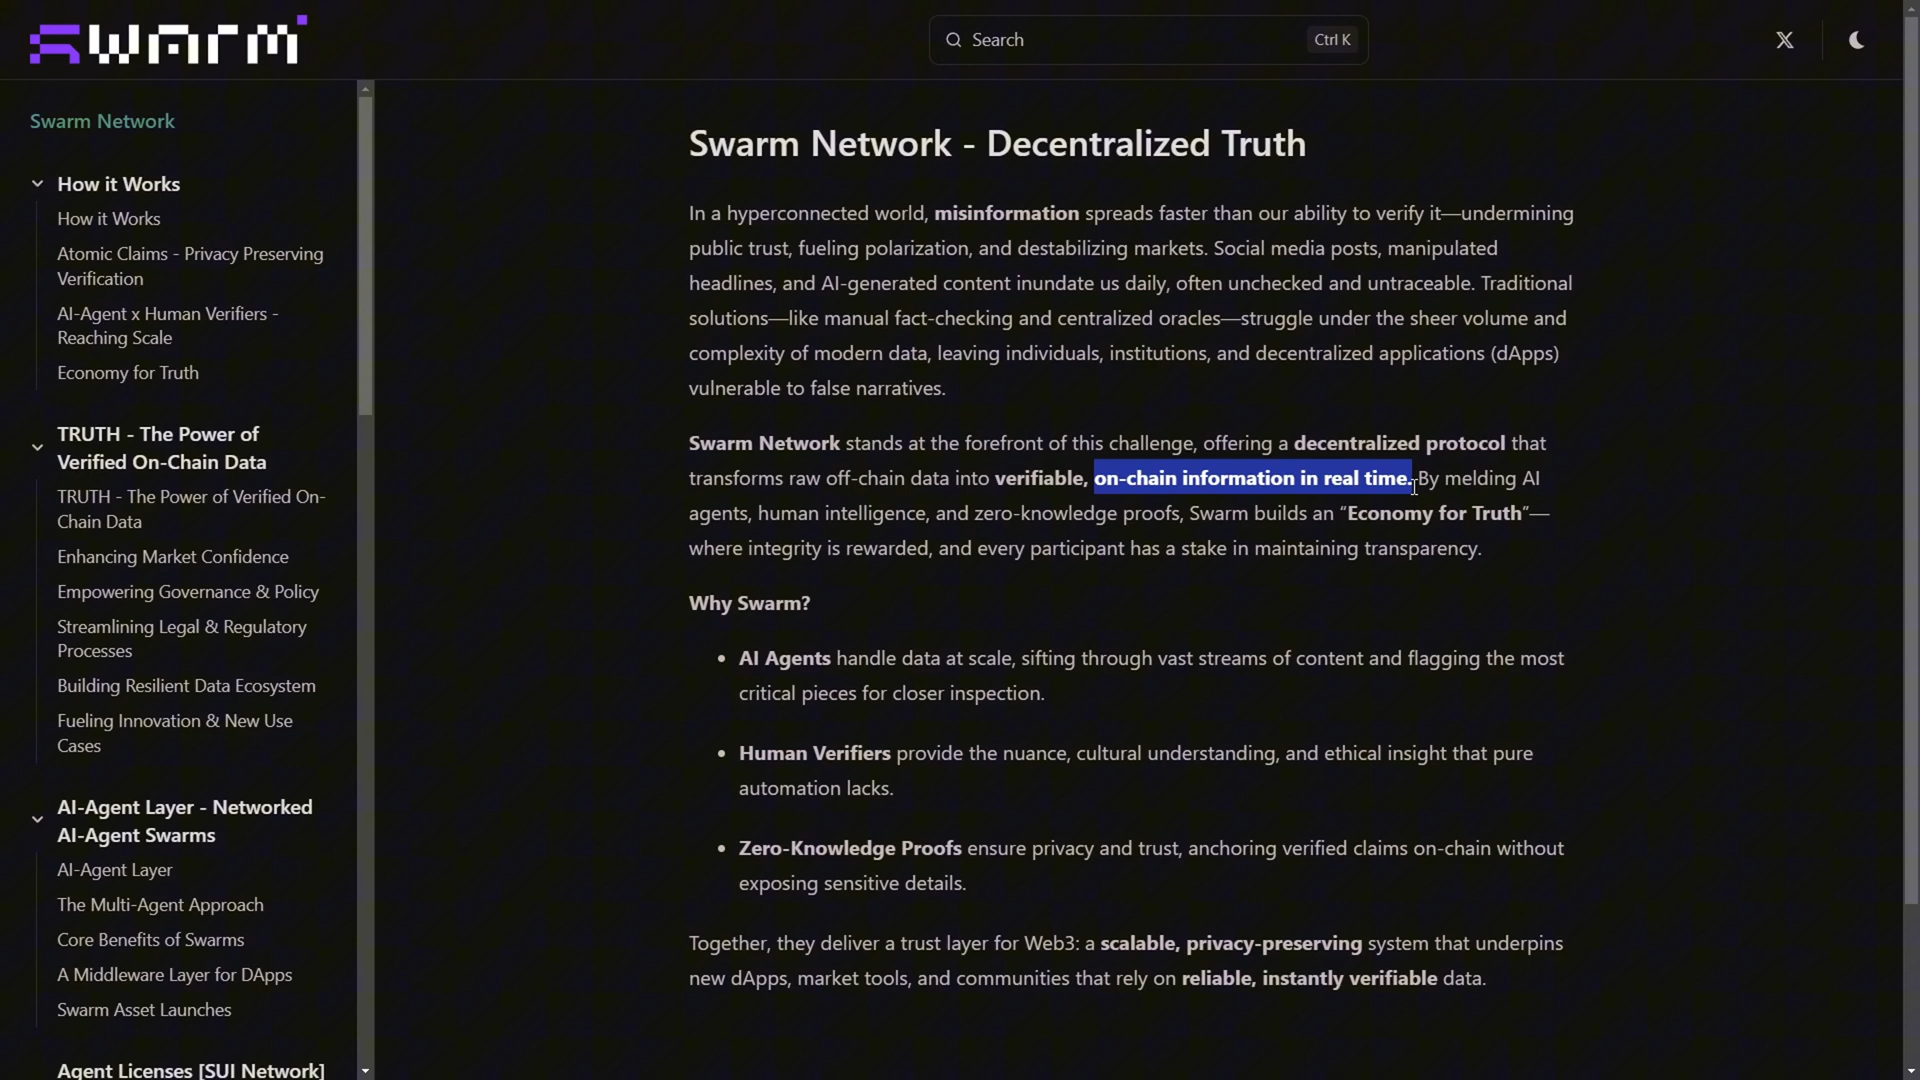 swarm
Search
Ctrl K
Swarm Network
How it Works
How it Works
Atomic Claims - Privacy Preserving
Verification
AI-Agent x Human Verifiers -
Reaching Scale
Economy for Truth
TRUTH - The Power of
Verified On-Chain Data
TRUTH - The Power of Verified On-
Chain Data
Enhancing Market Confidence
Empowering Governance & Policy
Streamlining Legal & Regulatory
Processes
Building Resilient Data Ecosystem
Fueling Innovation & New Use
Cases
AI-Agent Layer - Networked
AI-Agent Swarms
AI-Agent Layer
The Multi-Agent Approach
Core Benefits of Swarms
A Middleware Layer for DApps
Swarm Asset Launches
Agent Licenses [SUI Network]
Swarm Network - Decentralized Truth
In a hyperconnected world, misinformation spreads faster than our ability to verify it—undermining
public trust, fueling polarization, and destabilizing markets. Social media posts, manipulated
headlines, and AI-generated content inundate us daily, often unchecked and untraceable. Traditional
solutions—like manual fact-checking and centralized oracles—struggle under the sheer volume and
complexity of modern data, leaving individuals, institutions, and decentralized applications (dApps)
vulnerable to false narratives.
Swarm Network stands at the forefront of this challenge, offering a decentralized protocol that
transforms raw off-chain data into verifiable, on-chain information in real time. By melding AI
agents, human intelligence, and zero-knowledge proofs, Swarm builds an “Economy for Truth”—
where integrity is rewarded, and every participant has a stake in maintaining transparency.
Why Swarm?
• AI Agents handle data at scale, sifting through vast streams of content and flagging the most
critical pieces for closer inspection.
• Human Verifiers provide the nuance, cultural understanding, and ethical insight that pure
automation lacks.
• Zero-Knowledge Proofs ensure privacy and trust, anchoring verified claims on-chain without
exposing sensitive details.
Together, they deliver a trust layer for Web3: a scalable, privacy-preserving system that underpins
new dApps, market tools, and communities that rely on reliable, instantly verifiable data.